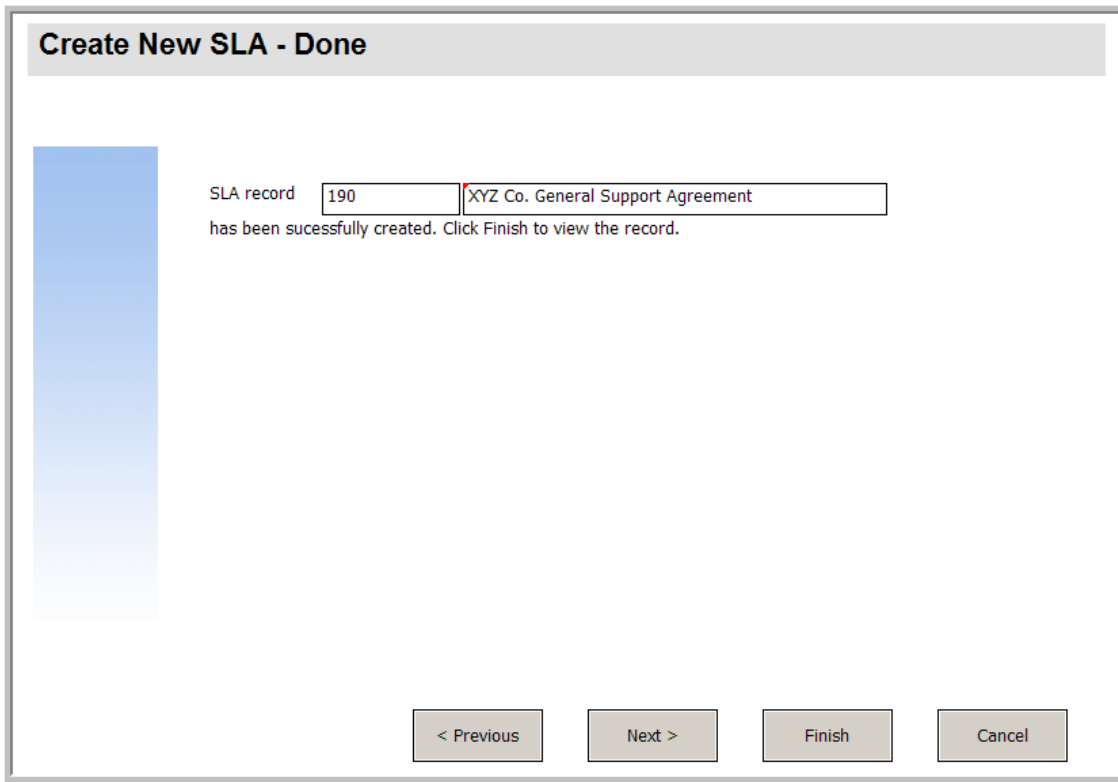 Create New SLA - Done
SLA record 190 XYZ Co. General Support Agreement
has been sucessfully created. Click Finish to view the record.
< Previous Next > Finish Cancel